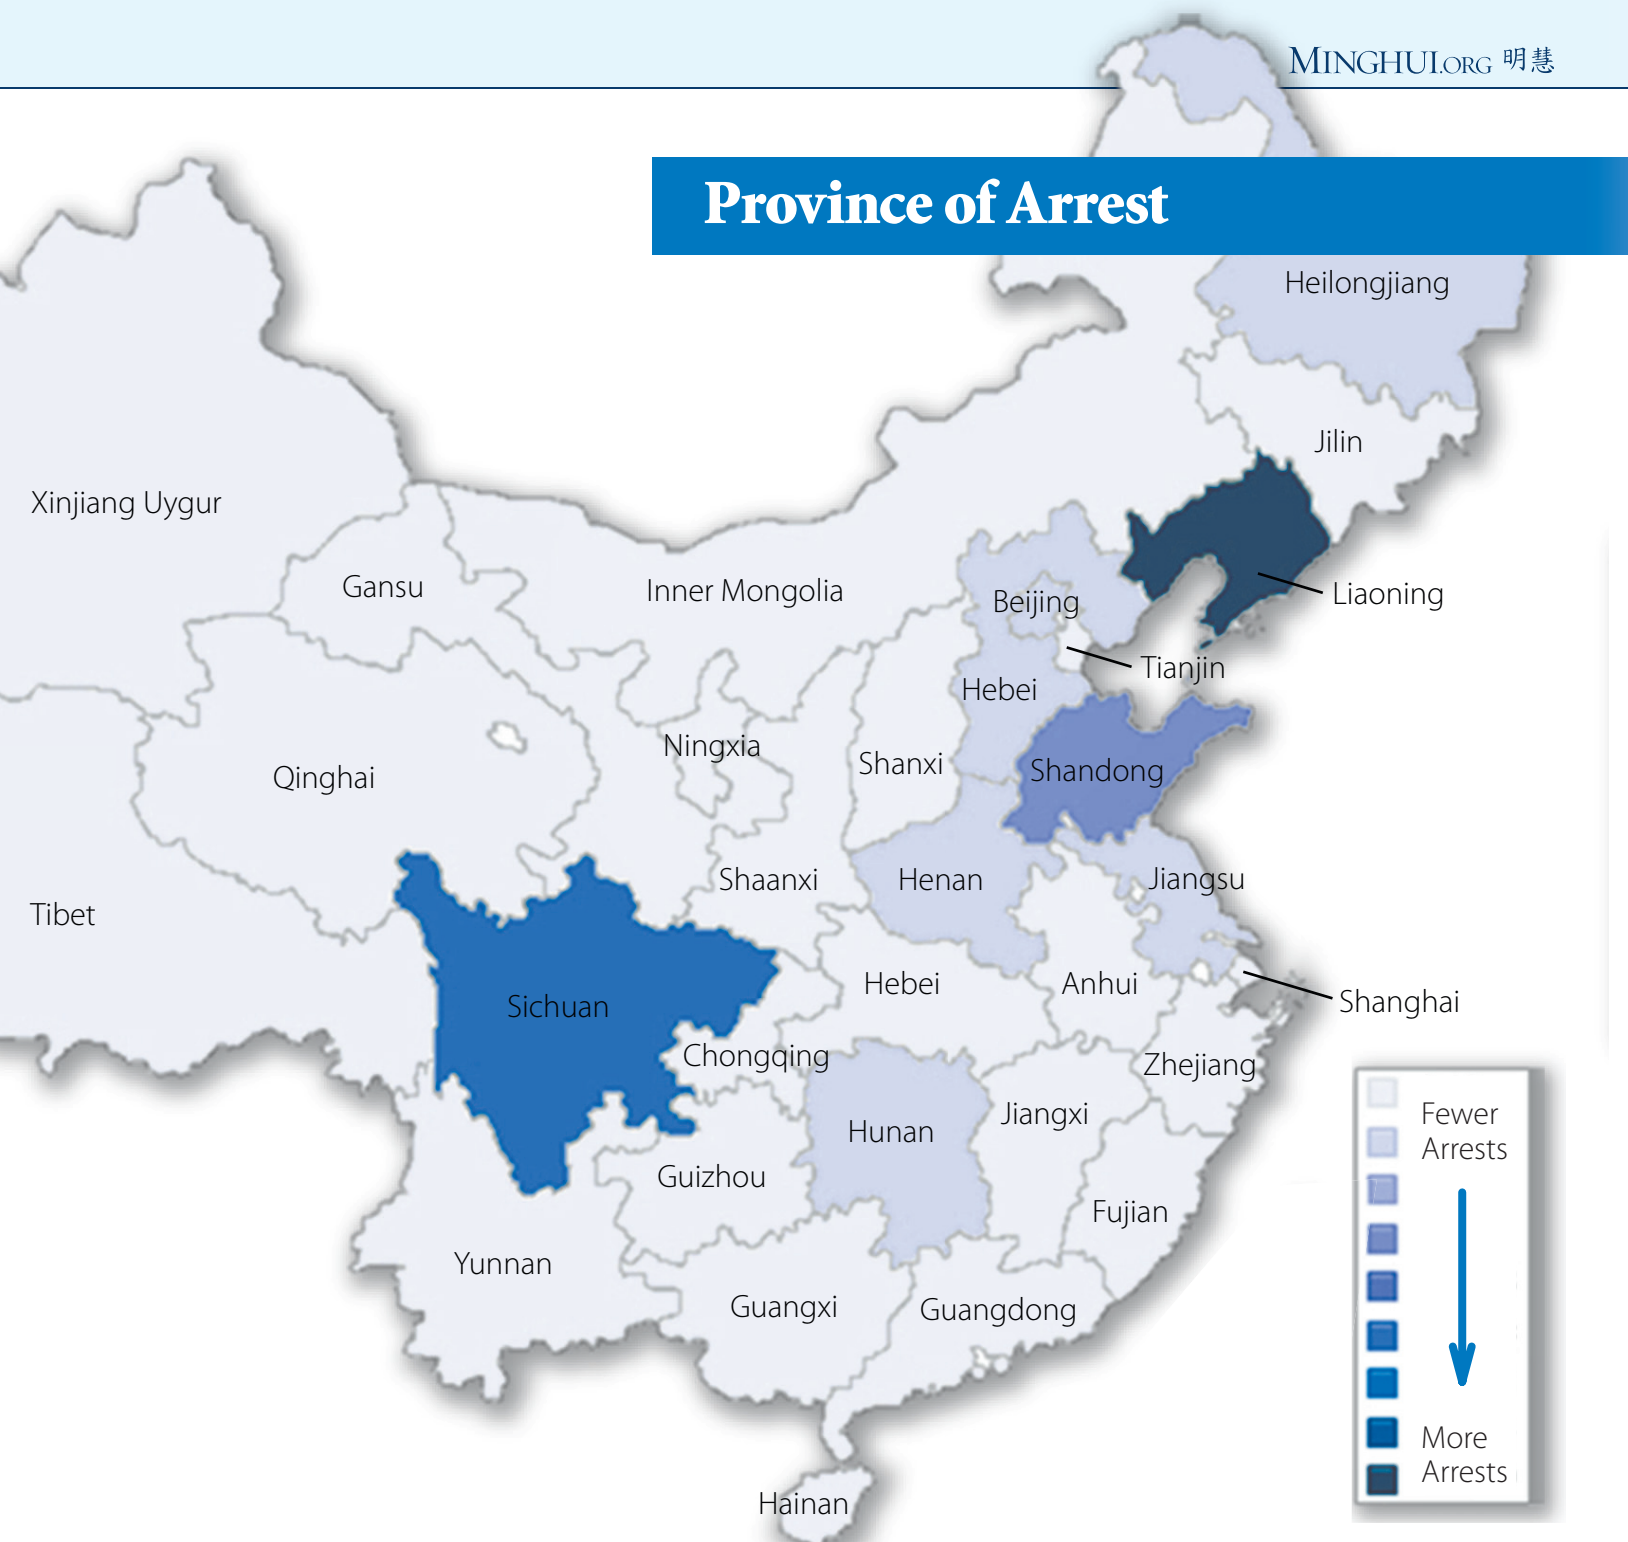 MINGHUI.ORG 明慧
Province of Arrest
Heilongjiang
Jilin
Xinjiang Uygur
Gansu
Inner Mongolia
Beijing
Liaoning
Tianjin
Hebei
Ningxia
Shanxi
Shandong
Qinghai
Shaanxi
Henan
Jiangsu
Tibet
Hebei
Anhui
Sichuan
Shanghai
Chongqing
Zhejiang
Jiangxi
Hunan
Guizhou
Fujian
Yunnan
Guangxi
Guangdong
Hainan
Fewer
Arrests
More
Arrests